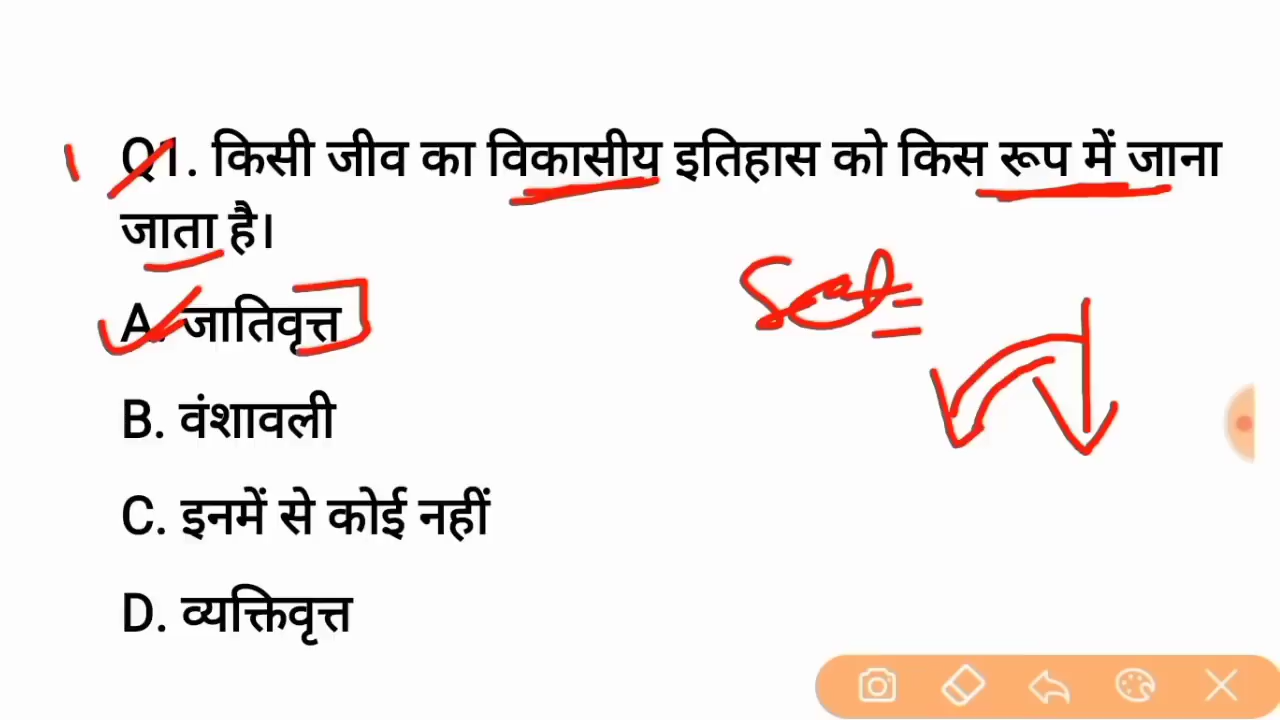 Q1. किसी जीव का विकासीय इतिहास को किस रूप में जाना
जाता है।
A. जातिवृत्त
B. वंशावली
C. इनमें से कोई नहीं
D. व्यक्तिवृत्त